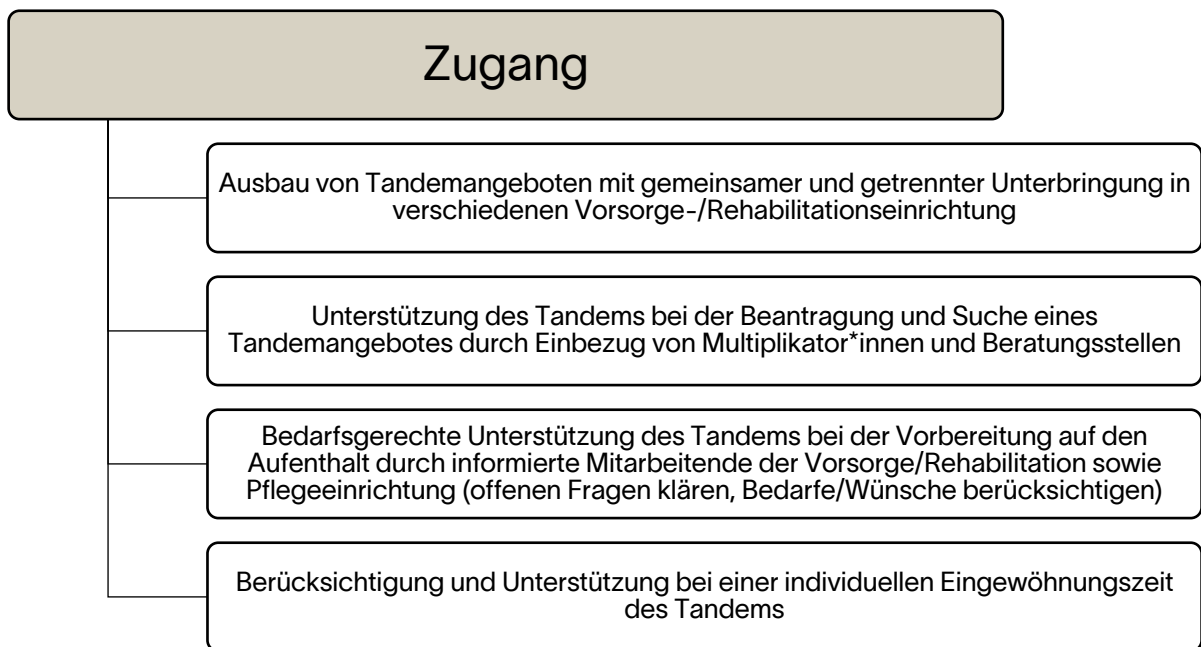 Zugang
Ausbau von Tandemangeboten mit gemeinsamer und getrennter Unterbringung in
verschiedenen Vorsorge-/Rehabilitationseinrichtung
Unterstützung des Tandems bei der Beantragung und Suche eines
Tandemangebotes durch Einbezug von Multiplikator*innen und Beratungsstellen
Bedarfsgerechte Unterstützung des Tandems bei der Vorbereitung auf den
Aufenthalt durch informierte Mitarbeitende der Vorsorge/Rehabilitation sowie
Pflegeeinrichtung (offenen Fragen klären, Bedarfe/Wünsche berücksichtigen)
Berücksichtigung und Unterstützung bei einer individuellen Eingewöhnungszeit
des Tandems